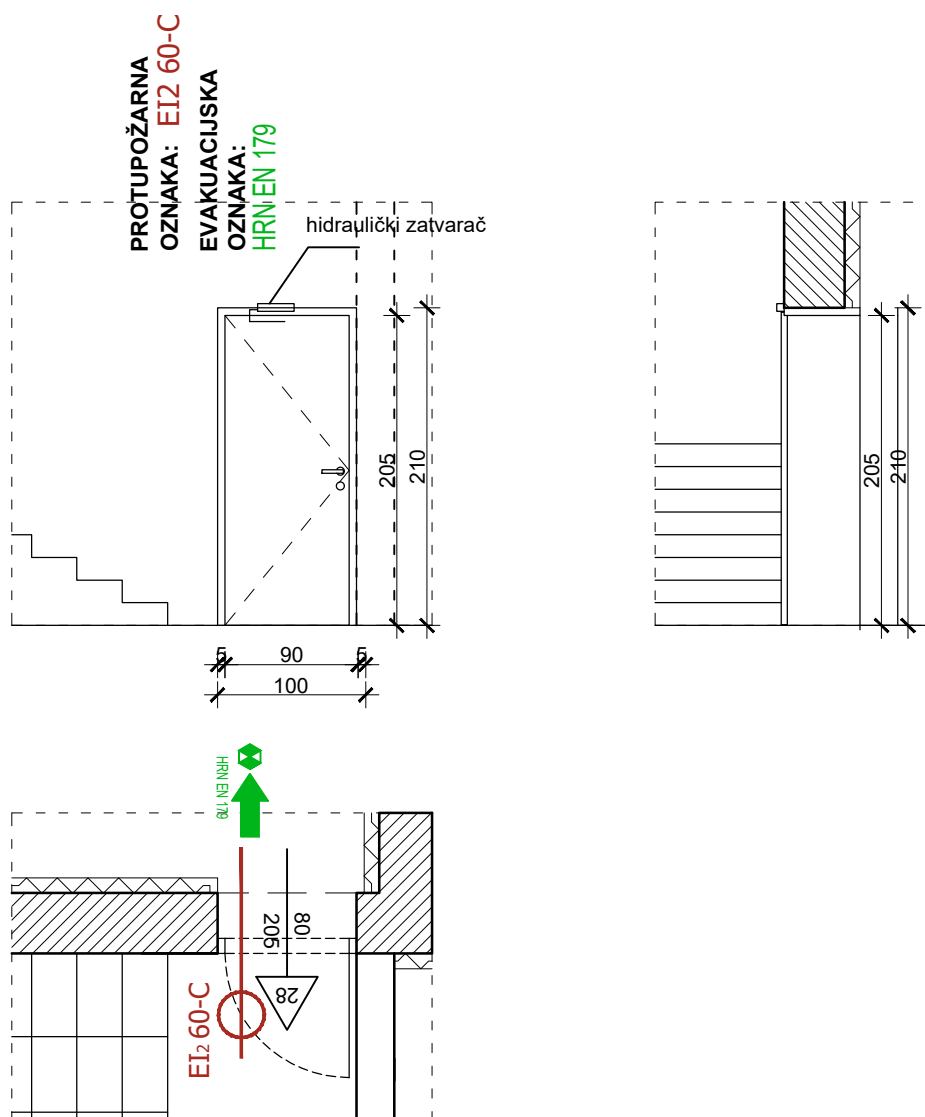 PROTUPOŽARNA
OZNAKA: EI2 60-C
EVAKUACIJSKA
OZNAKA:
HRN EN 179
hidraulički zatvarač
205
210
205
210
5
90
5
100
HRN EN 179
80
205
28
EI2 60-C